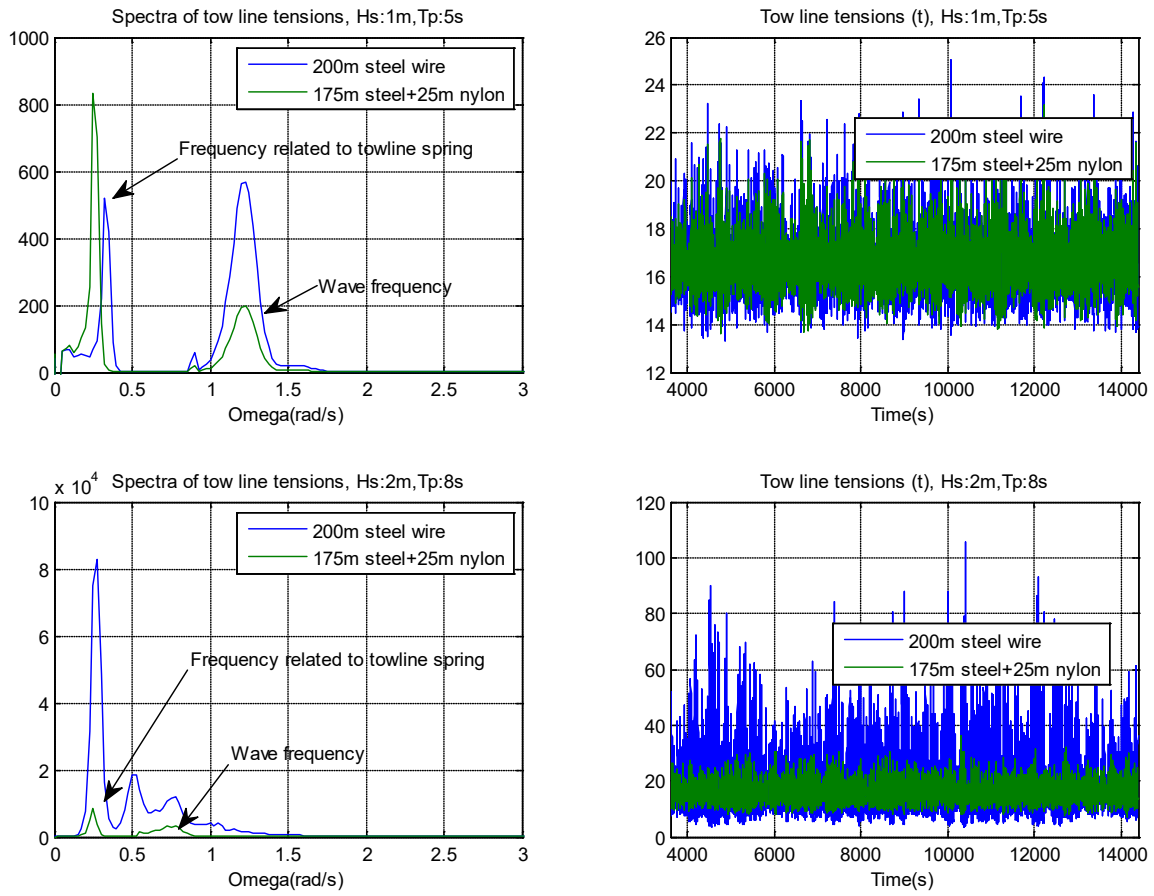 Spectra of tow line tensions, Hs:1m,Tp:5s
1000
800
600
400
200
0
200m steel wire
175m steel+25m nylon
Frequency related to towline spring
Wave frequency
0 0.5 1 1.5 2 2.5 3
Omega(rad/s)
Tow line tensions (t), Hs:1m,Tp:5s
26
24
22
20
18
16
14
12
200m steel wire
175m steel+25m nylon
4000 6000 8000 10000 12000 14000
Time(s)
Spectra of tow line tensions, Hs:2m,Tp:8s
x 10^4
10
8
6
4
2
0
200m steel wire
175m steel+25m nylon
Frequency related to towline spring
Wave frequency
0 0.5 1 1.5 2 2.5 3
Omega(rad/s)
Tow line tensions (t), Hs:2m,Tp:8s
120
100
80
60
40
20
0
200m steel wire
175m steel+25m nylon
4000 6000 8000 10000 12000 14000
Time(s)